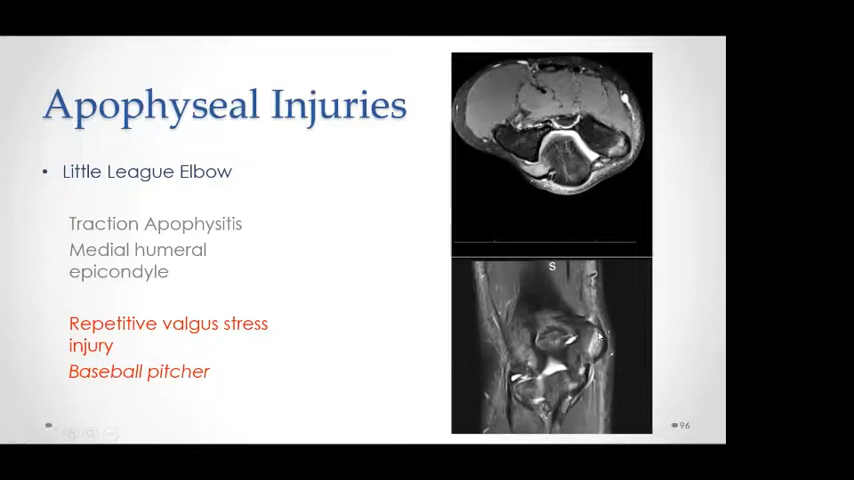 Apophyseal Injuries
• Little League Elbow
Traction Apophysitis
Medial humeral
epicondyle
Repetitive valgus stress
injury
Baseball pitcher
S
96